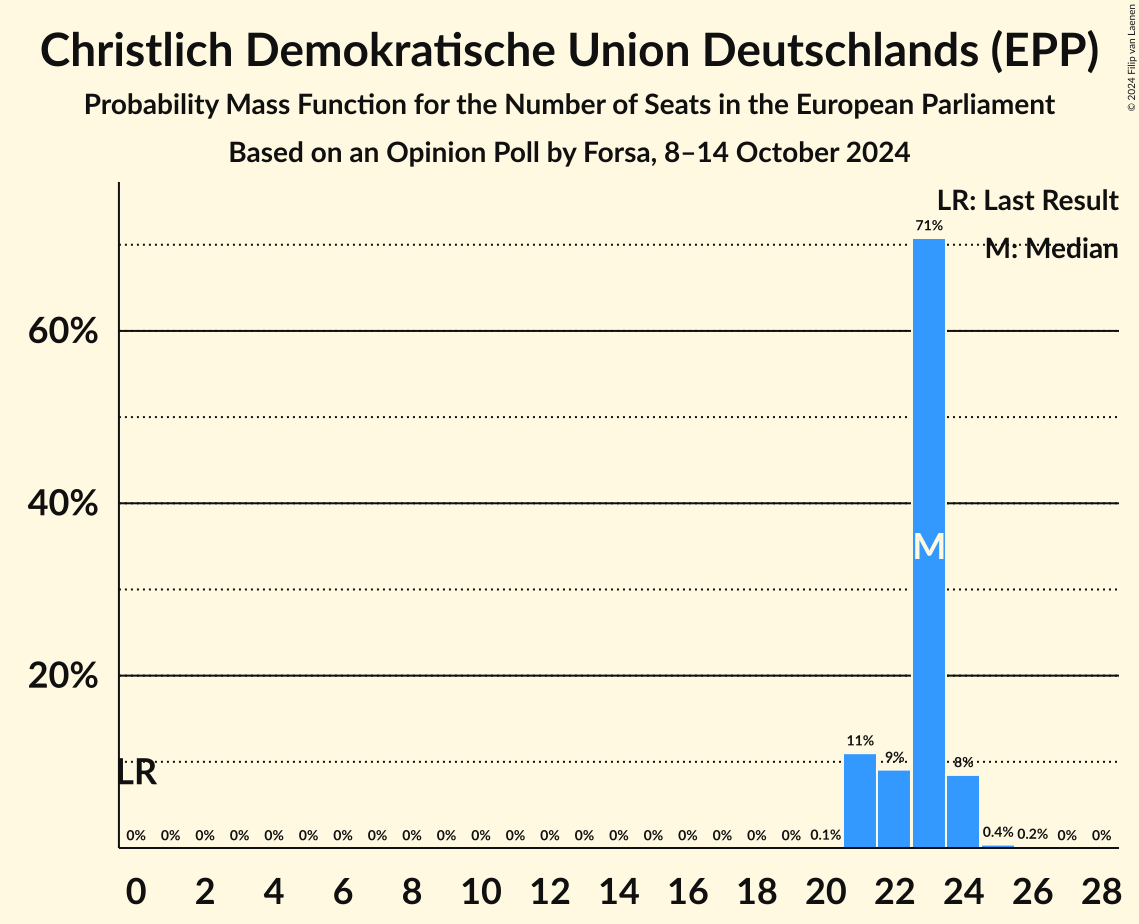 Christlich Demokratische Union Deutschlands (EPP)
Probability Mass Function for the Number of Seats in the European Parliament
Based on an Opinion Poll by Forsa, 8–14 October 2024
© 2024 Filip van Laenen
LR: Last Result
M: Median
71%
60%
40%
M
20%
11% 9% 8%
LR
0% 0% 0% 0% 0% 0% 0% 0% 0% 0% 0% 0% 0% 0% 0% 0% 0% 0% 0% 0% 0.1% 0.4% 0.2% 0% 0%
0 2 4 6 8 10 12 14 16 18 20 22 24 26 28